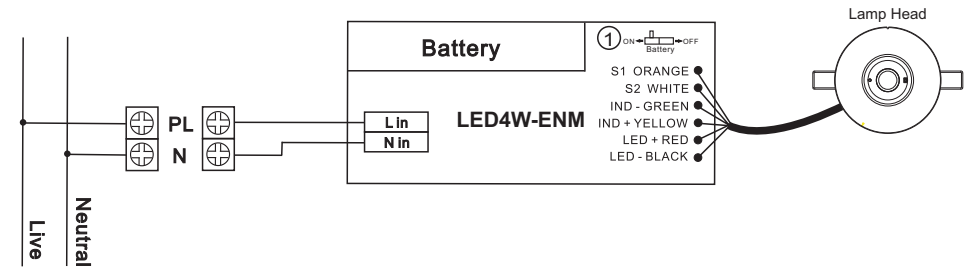 Lamp Head
Battery
1 ON OFF
Battery
S1 ORANGE
S2 WHITE
IND - GREEN
IND + YELLOW
LED + RED
LED - BLACK
LED4W-ENM
PL
N
L in
N in
Live
Neutral